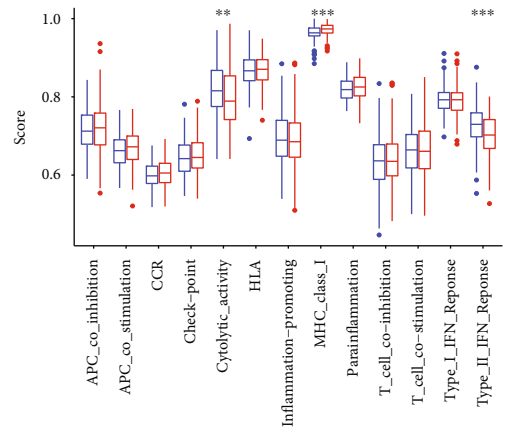 ** *** ***
1.0
0.8
0.6
Score
APC_co_inhibition
APC_co_stimulation
CCR
Check-point
Cytolytic_activity
HLA
Inflammation-promoting
MHC_class_I
Parainflammation
T_cell_co-inhibition
T_cell_co-stimulation
Type_I_IFN_Reponse
Type_II_IFN_Reponse